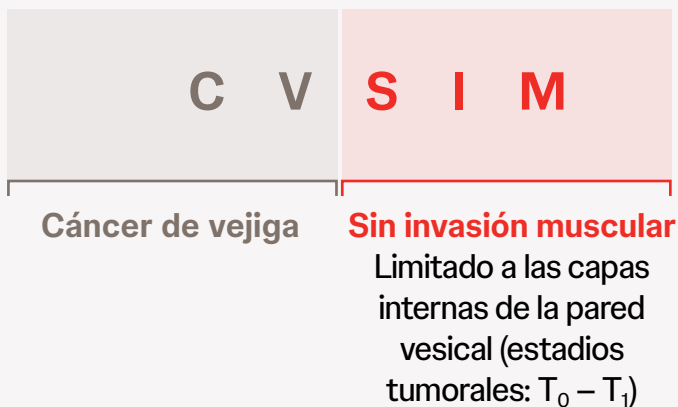 C V S I M
Cáncer de vejiga
Sin invasión muscular
Limitado a las capas
internas de la pared
vesical (estadios
tumorales: T₀ – T₁)